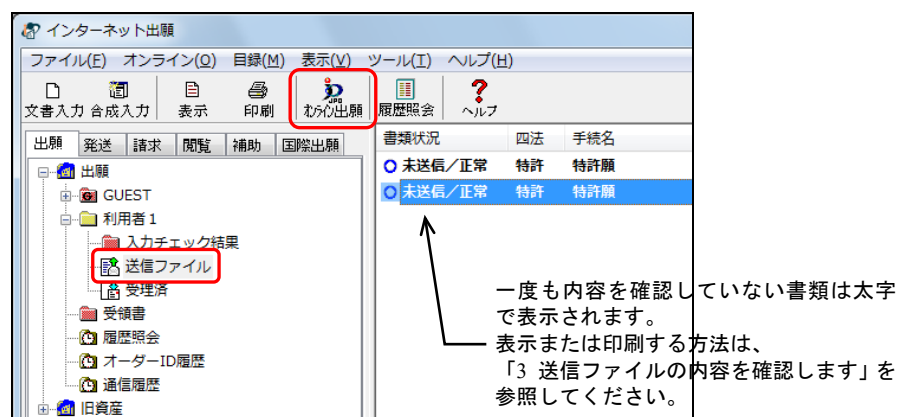 インターネット出願
ファイル(F) オンライン(O) 目録(M) 表示(V) ツール(T) ヘルプ(H)
文書入力 合成入力 表示 印刷 オンライン出願 履歴照会 ヘルプ
出願 発送 請求 閲覧 補助 国際出願
書類状況 四法 手続名
未送信／正常 特許 特許願
未送信／正常 特許 特許願
出願
GUEST
利用者1
入力チェック結果
送信ファイル
受理済
受領書
履歴照会
オーダーID履歴
通信履歴
旧資産
一度も内容を確認していない書類は太字
で表示されます。
表示または印刷する方法は、
「3 送信ファイルの内容を確認します」を
参照してください。